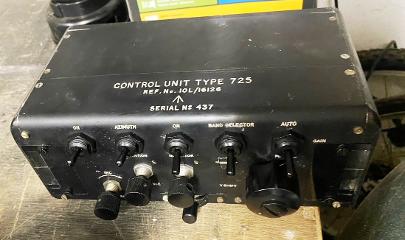 CONTROL UNIT TYPE 725
REF. No. 10L/16126
SERIAL No 437
ON AZIMUTH ON BAND SELECTOR AUTO
GAIN